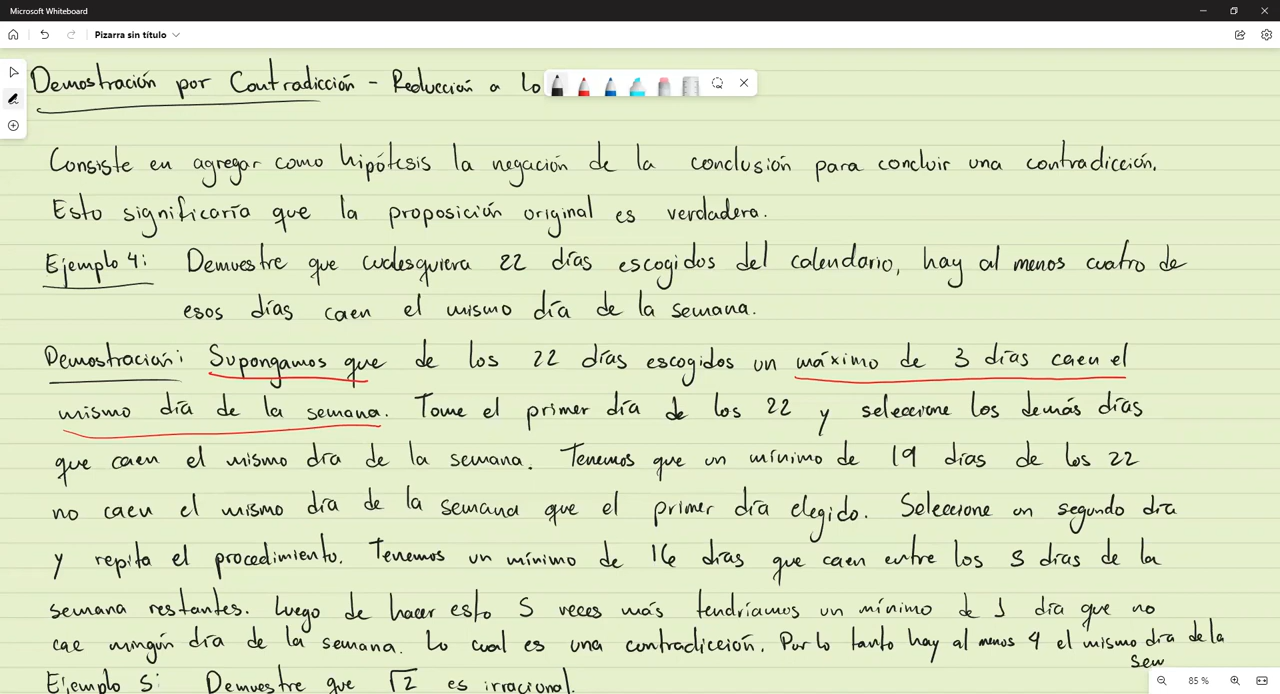 Microsoft Whiteboard
Pizarra sin título
Demostración por Contradicción - Reducción a lo
Consiste en agregar como hipótesis la negación de la conclusión para concluir una contradicción.
Esto significaría que la proposición original es verdadera.
Ejemplo 4: Demuestre que cualesquiera 22 días escogidos del calendario, hay al menos cuatro de
esos días caen el mismo día de la semana.
Demostración: Supongamos que de los 22 días escogidos un máximo de 3 días caen el
mismo día de la semana. Tome el primer día de los 22 y seleccione los demás días
que caen el mismo día de la semana. Tenemos que un mínimo de 19 días de los 22
no caen el mismo día de la semana que el primer día elegido. Seleccione un segundo día
y repita el procedimiento. Tenemos un mínimo de 16 días que caen entre los 5 días de la
semana restantes. Luego de hacer esto 5 veces más tendríamos un mínimo de 1 día que no
cae ningún día de la semana. Lo cual es una contradicción. Por lo tanto hay al menos 4 el mismo día de la
sem
Ejemplo 5: Demuestre que √2 es irracional.
85 %